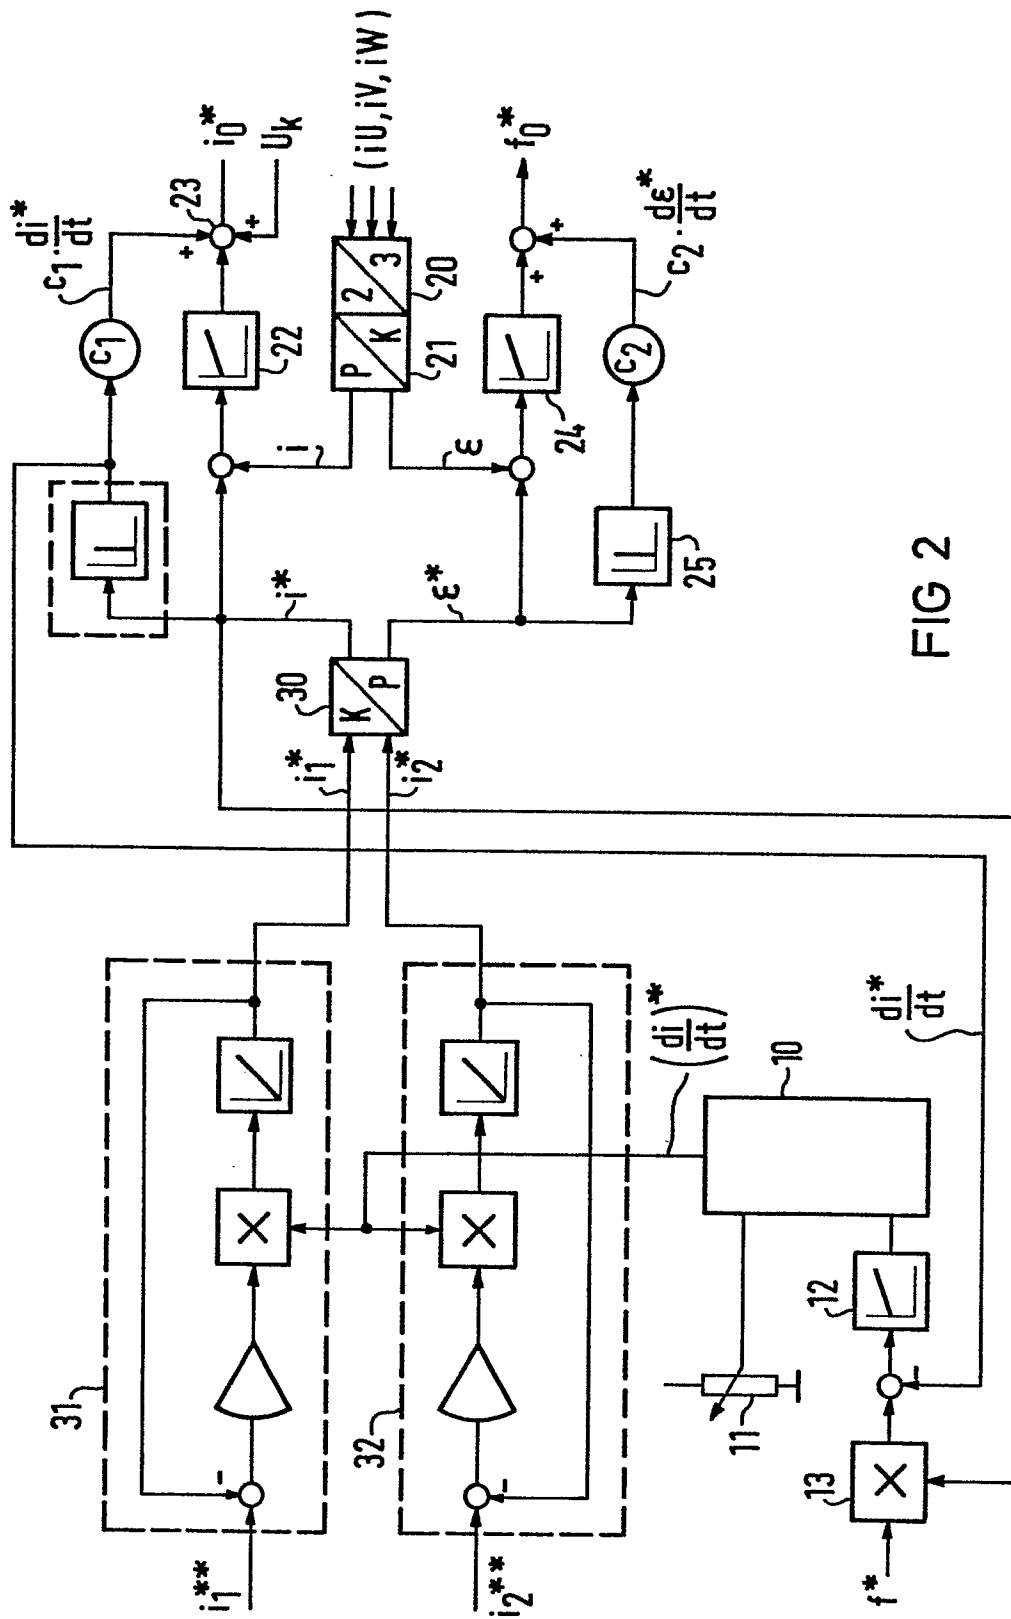 i₁**
31
i₂**
32
f*
13
12
11
10
(di/dt)*
di*/dt
i₁*
i₂*
30
K
P
i*
ε*
i
ε
c₁
c₁·di*/dt
22
23
+
+
i₀*
U_k
P
K
21
2
3
20
(iU, iV, iW)
24
25
c₂
c₂·dε*/dt
+
+
f₀*
-
-
-
×
×
×
FIG 2